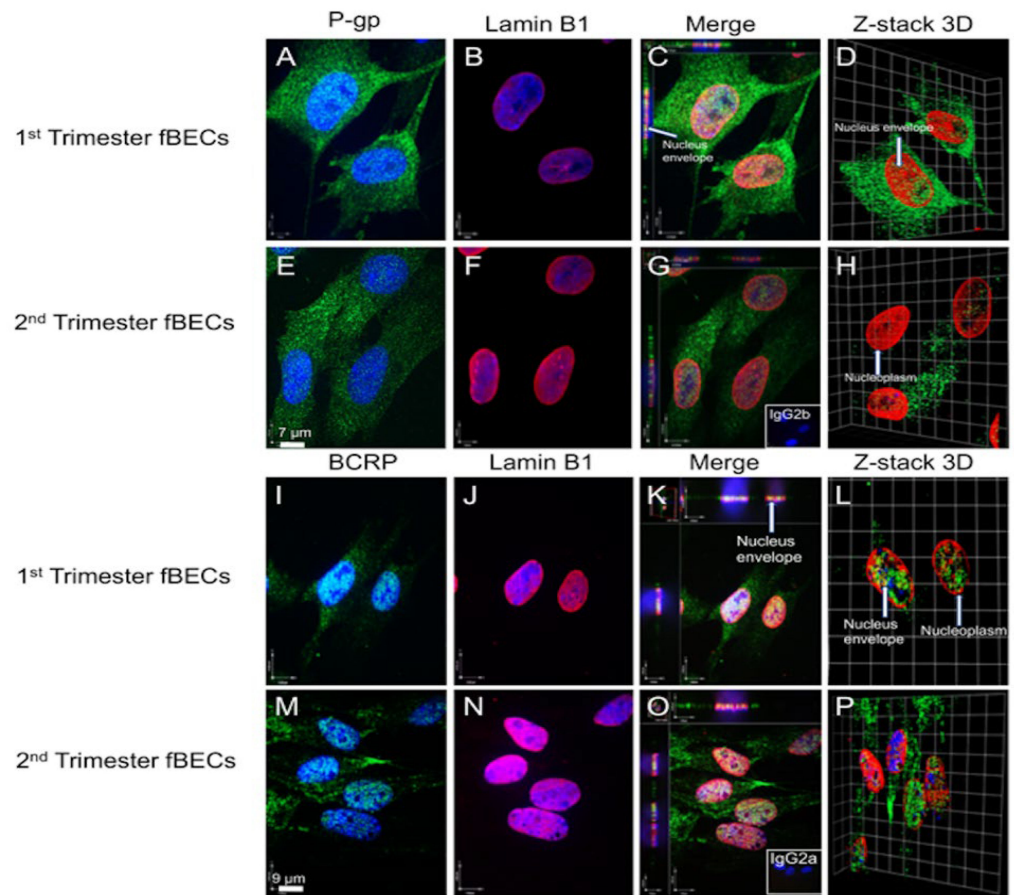 P-gp
Lamin B1
Merge
Z-stack 3D
1st Trimester fBECs
A
B
C
Nucleus
envelope
D
Nucleus envelope
2nd Trimester fBECs
E
7 µm
F
G
IgG2b
H
Nucleoplasm
BCRP
Lamin B1
Merge
Z-stack 3D
1st Trimester fBECs
I
J
K
Nucleus
envelope
L
Nucleus
envelope
Nucleoplasm
2nd Trimester fBECs
M
9 µm
N
O
IgG2a
P